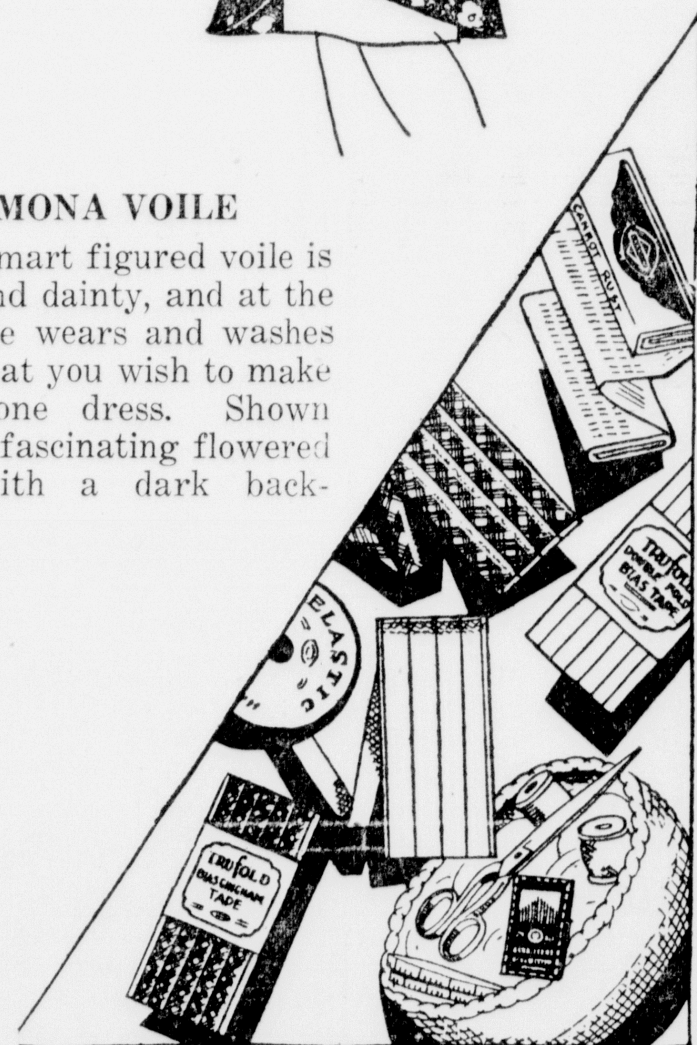 MONA VOILE
mart figured voile is
nd dainty, and at the
e wears and washes
at you wish to make
one dress. Shown
fascinating flowered
ith a dark back-
CARROT RUST
TRUFOLD
DOUBLE FOLD
BIAS TAPE
ELASTIC
TRUFOLD
BIAS GINGHAM
TAPE